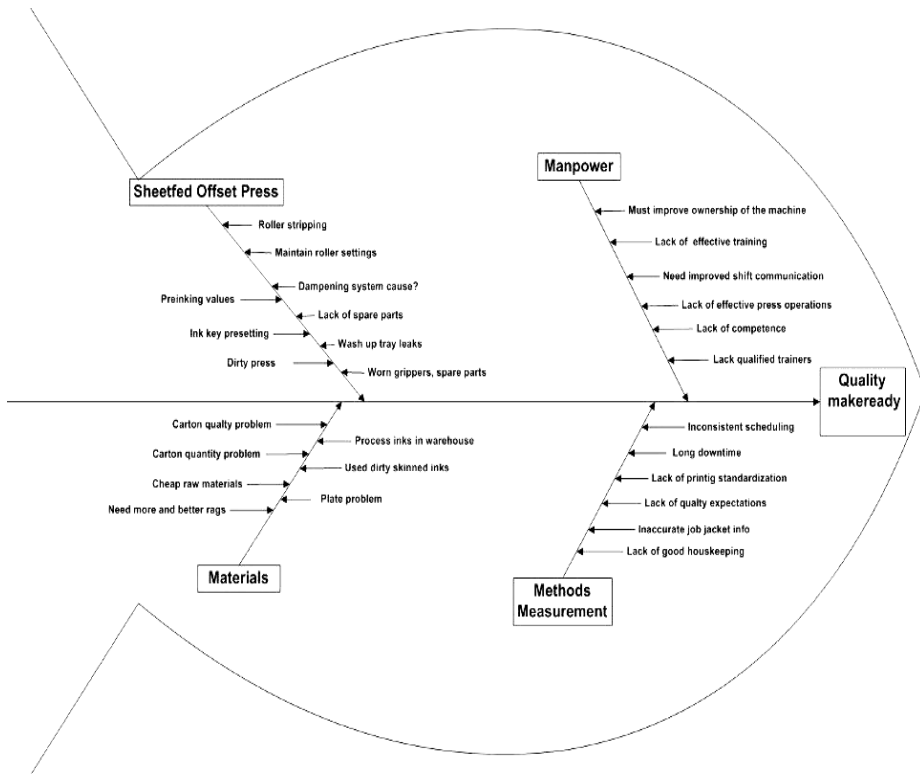 Sheetfed Offset Press
Roller stripping
Maintain roller settings
Dampening system cause?
Preinking values
Lack of spare parts
Ink key presetting
Wash up tray leaks
Dirty press
Worn grippers, spare parts
Manpower
Must improve ownership of the machine
Lack of effective training
Need improved shift communication
Lack of effective press operations
Lack of competence
Lack qualified trainers
Quality
makeready
Carton qualty problem
Process inks in warehouse
Carton quantity problem
Used dirty skinned inks
Cheap raw materials
Plate problem
Need more and better rags
Materials
Inconsistent scheduling
Long downtime
Lack of printig standardization
Lack of qualty expectations
Inaccurate job jacket info
Lack of good houskeeping
Methods
Measurement